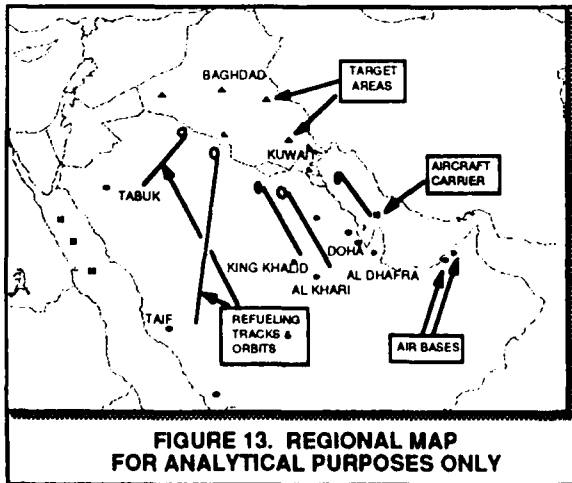 BAGHDAD
TARGET
AREAS
KUWAIT
AIRCRAFT
CARRIER
TABUK
DOHA
KING KHALID
AL DHAFRA
AL KHARI
TAIF
REFUELING
TRACKS &
ORBITS
AIR BASES
FIGURE 13. REGIONAL MAP
FOR ANALYTICAL PURPOSES ONLY